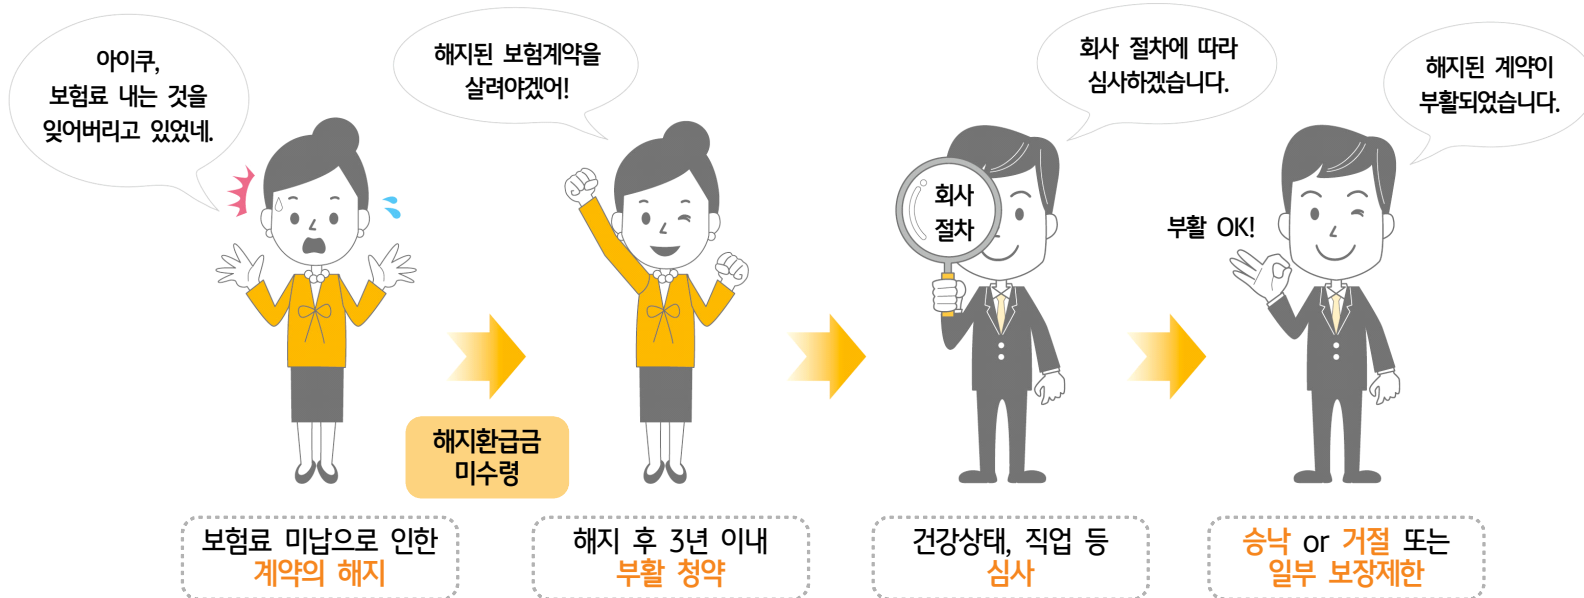 아이쿠,
보험료 내는 것을
잊어버리고 있었네.
해지된 보험계약을
살려야겠어!
회사 절차에 따라
심사하겠습니다.
해지된 계약이
부활되었습니다.
회사
절차
부활 OK!
해지환급금
미수령
보험료 미납으로 인한
계약의 해지
해지 후 3년 이내
부활 청약
건강상태, 직업 등
심사
승낙 or 거절 또는
일부 보장제한